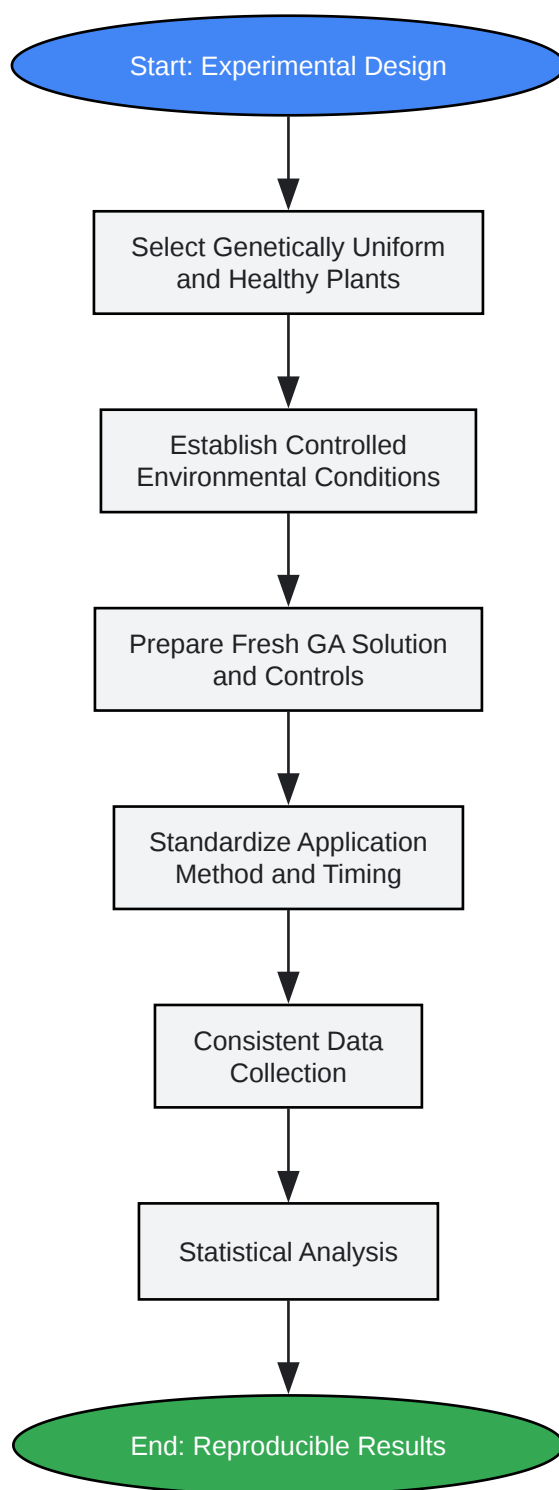 Start: Experimental Design
Select Genetically Uniform
and Healthy Plants
Establish Controlled
Environmental Conditions
Prepare Fresh GA Solution
and Controls
Standardize Application
Method and Timing
Consistent Data
Collection
Statistical Analysis
End: Reproducible Results